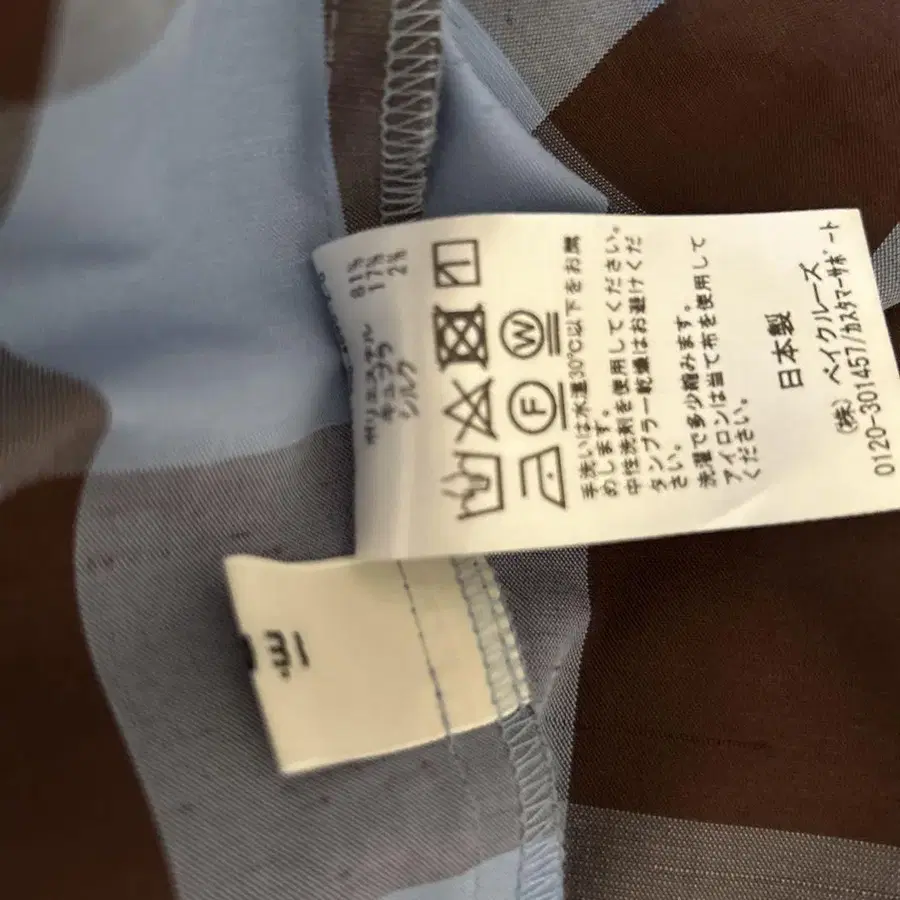 ポリエステル 81%
キュプラ 17%
シルク 2%
W
F
手洗いは水温30℃以下をお薦
めします。
中性洗剤を使用してください。
タンブラー乾燥はお避けくだ
さい。
洗濯で多少縮みます。
アイロンは当て布を使用して
ください。
日本製
(株) ベイクルーズ
0120-301457/カスタマーサポート